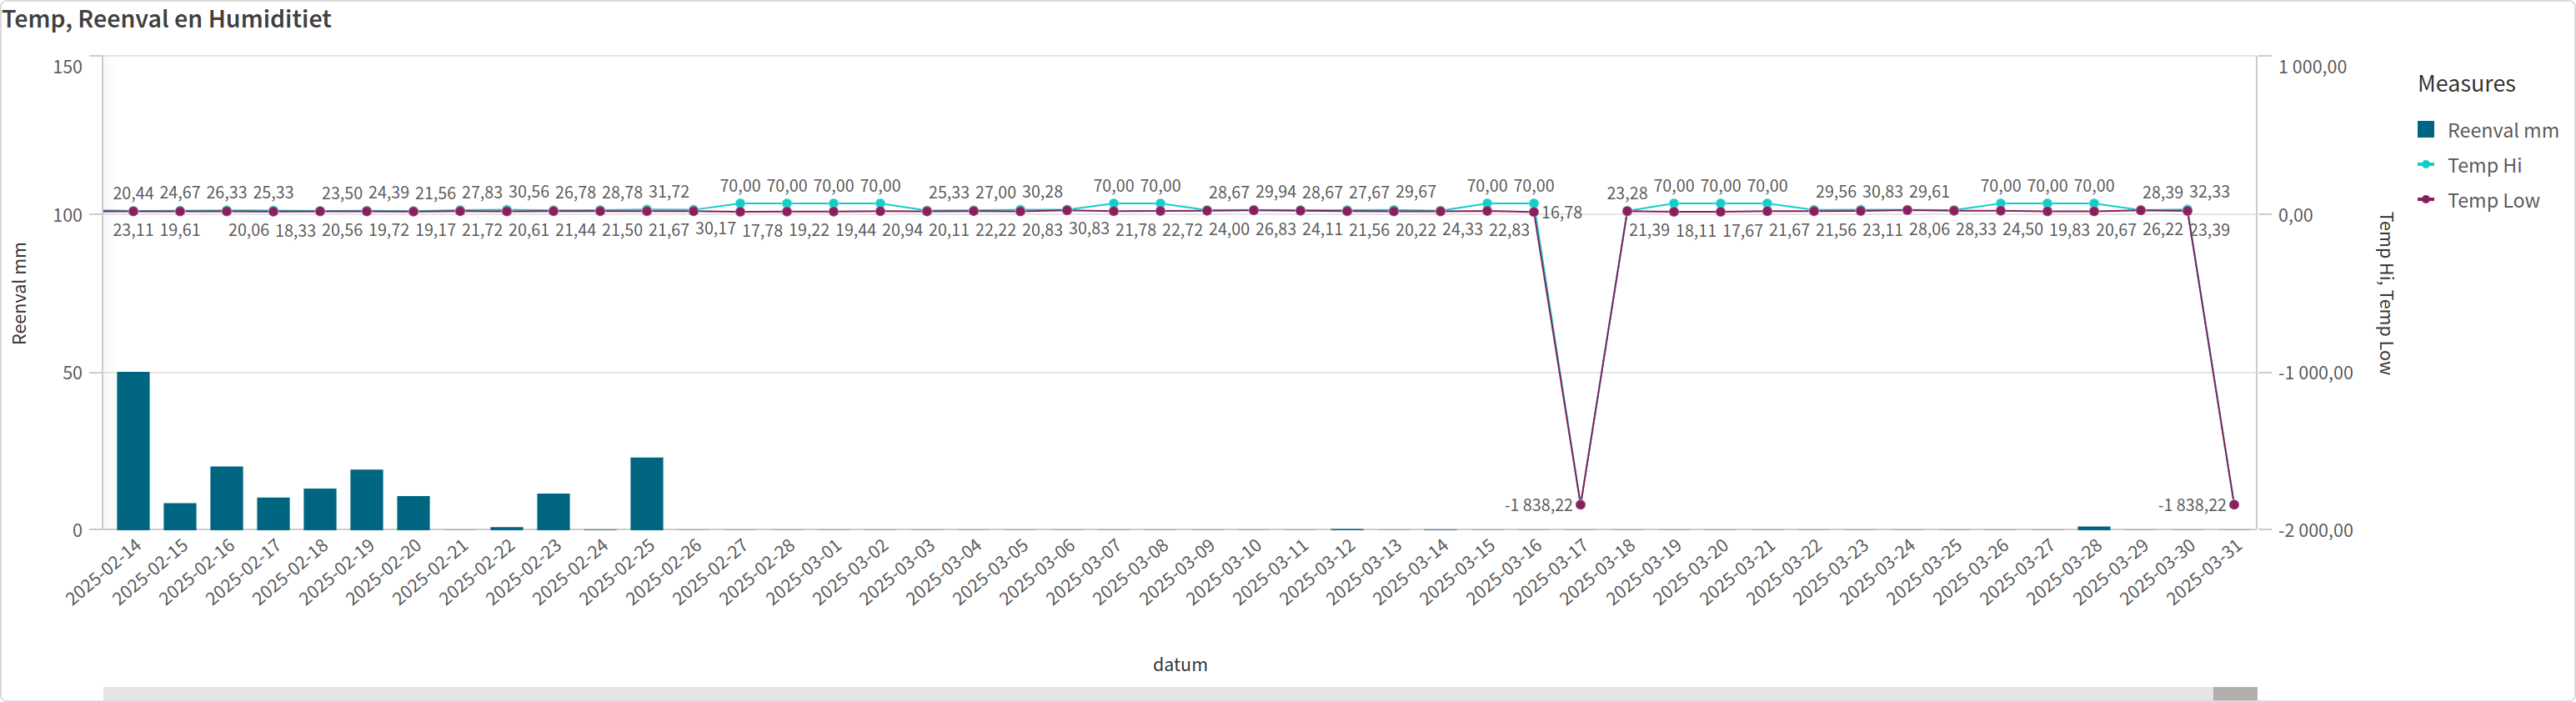 Temp, Reenval en Humiditiet
150
100
50
0
Reenval mm
1 000,00
0,00
-1 000,00
-2 000,00
Temp Hi, Temp Low
Measures
Reenval mm
Temp Hi
Temp Low
20,44 24,67 26,33 25,33 23,50 24,39 21,56 27,83 30,56 26,78 28,78 31,72 70,00 70,00 70,00 70,00 25,33 27,00 30,28 70,00 70,00 28,67 29,94 28,67 27,67 29,67 70,00 70,00 23,28 70,00 70,00 70,00 29,56 30,83 29,61 70,00 70,00 70,00 28,39 32,33
16,78
23,11 19,61 20,06 18,33 20,56 19,72 19,17 21,72 20,61 21,44 21,50 21,67 30,17 17,78 19,22 19,44 20,94 20,11 22,22 20,83 30,83 21,78 22,72 24,00 26,83 24,11 21,56 20,22 24,33 22,83 21,39 18,11 17,67 21,67 21,56 23,11 28,06 28,33 24,50 19,83 20,67 26,22 23,39
-1 838,22 -1 838,22
2025-02-14 2025-02-15 2025-02-16 2025-02-17 2025-02-18 2025-02-19 2025-02-20 2025-02-21 2025-02-22 2025-02-23 2025-02-24 2025-02-25 2025-02-26 2025-02-27 2025-02-28 2025-03-01 2025-03-02 2025-03-03 2025-03-04 2025-03-05 2025-03-06 2025-03-07 2025-03-08 2025-03-09 2025-03-10 2025-03-11 2025-03-12 2025-03-13 2025-03-14 2025-03-15 2025-03-16 2025-03-17 2025-03-18 2025-03-19 2025-03-20 2025-03-21 2025-03-22 2025-03-23 2025-03-24 2025-03-25 2025-03-26 2025-03-27 2025-03-28 2025-03-29 2025-03-30 2025-03-31
datum